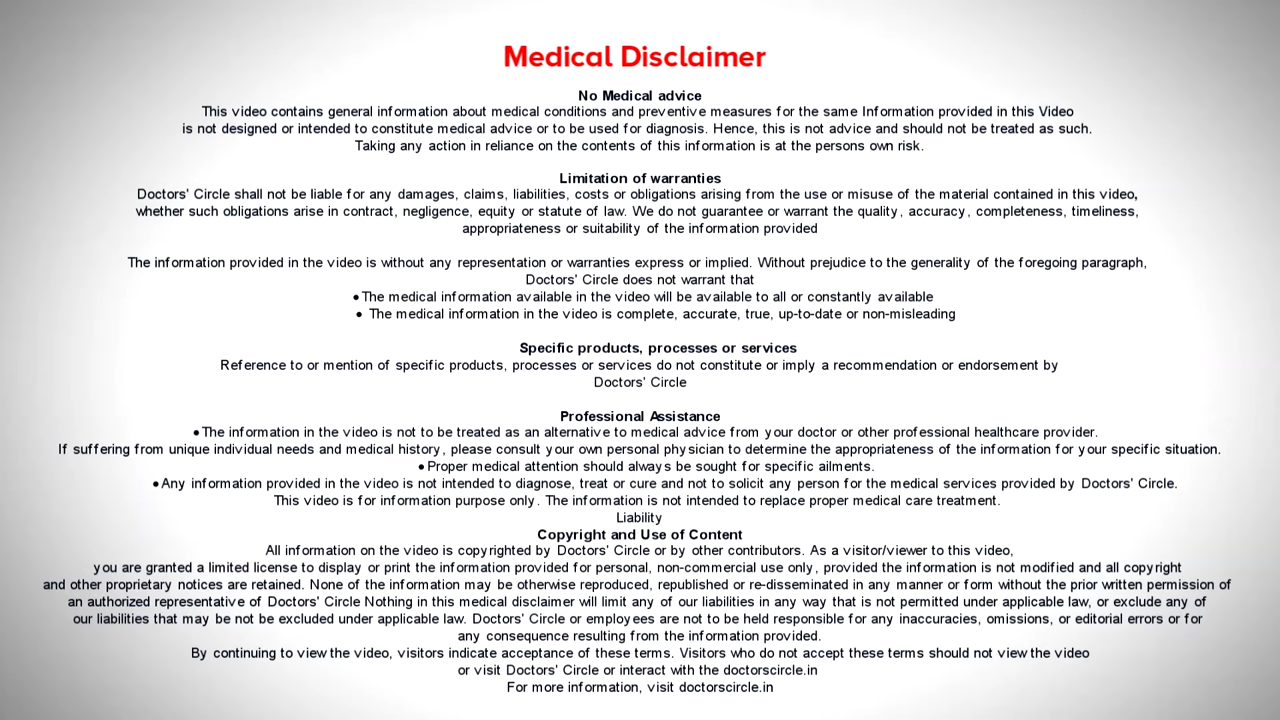 Medical Disclaimer
No Medical advice
This video contains general information about medical conditions and preventive measures for the same Information provided in this Video
is not designed or intended to constitute medical advice or to be used for diagnosis. Hence, this is not advice and should not be treated as such.
Taking any action in reliance on the contents of this information is at the persons own risk.
Limitation of warranties
Doctors' Circle shall not be liable for any damages, claims, liabilities, costs or obligations arising from the use or misuse of the material contained in this video,
whether such obligations arise in contract, negligence, equity or statute of law. We do not guarantee or warrant the quality, accuracy, completeness, timeliness,
appropriateness or suitability of the information provided
The information provided in the video is without any representation or warranties express or implied. Without prejudice to the generality of the foregoing paragraph,
Doctors' Circle does not warrant that
•The medical information available in the video will be available to all or constantly available
• The medical information in the video is complete, accurate, true, up-to-date or non-misleading
Specific products, processes or services
Reference to or mention of specific products, processes or services do not constitute or imply a recommendation or endorsement by
Doctors' Circle
Professional Assistance
•The information in the video is not to be treated as an alternative to medical advice from your doctor or other professional healthcare provider.
If suffering from unique individual needs and medical history, please consult your own personal physician to determine the appropriateness of the information for your specific situation.
•Proper medical attention should always be sought for specific ailments.
•Any information provided in the video is not intended to diagnose, treat or cure and not to solicit any person for the medical services provided by Doctors' Circle.
This video is for information purpose only. The information is not intended to replace proper medical care treatment.
Liability
Copyright and Use of Content
All information on the video is copyrighted by Doctors' Circle or by other contributors. As a visitor/viewer to this video,
you are granted a limited license to display or print the information provided for personal, non-commercial use only, provided the information is not modified and all copyright
and other proprietary notices are retained. None of the information may be otherwise reproduced, republished or re-disseminated in any manner or form without the prior written permission of
an authorized representative of Doctors' Circle Nothing in this medical disclaimer will limit any of our liabilities in any way that is not permitted under applicable law, or exclude any of
our liabilities that may be not be excluded under applicable law. Doctors' Circle or employees are not to be held responsible for any inaccuracies, omissions, or editorial errors or for
any consequence resulting from the information provided.
By continuing to view the video, visitors indicate acceptance of these terms. Visitors who do not accept these terms should not view the video
or visit Doctors' Circle or interact with the doctorscircle.in
For more information, visit doctorscircle.in